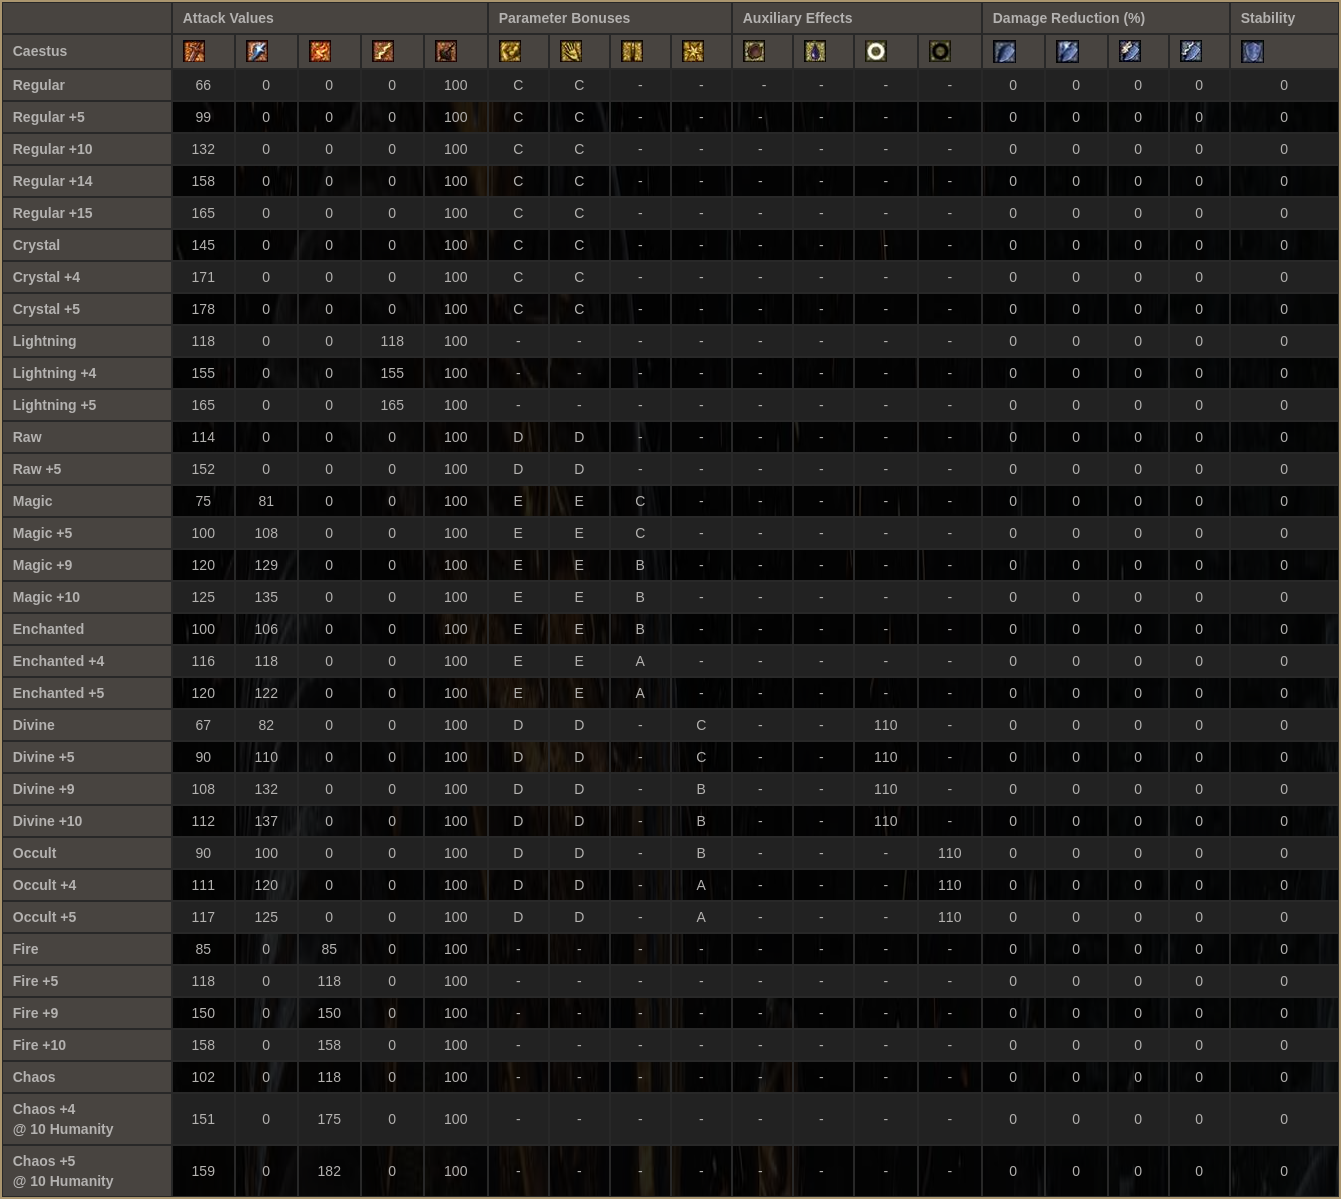 Attack Values Parameter Bonuses Auxiliary Effects Damage Reduction (%) Stability
Caestus
Regular 66 0 0 0 100 C C - - - - - - 0 0 0 0 0
Regular +5 99 0 0 0 100 C C - - - - - - 0 0 0 0 0
Regular +10 132 0 0 0 100 C C - - - - - - 0 0 0 0 0
Regular +14 158 0 0 0 100 C C - - - - - - 0 0 0 0 0
Regular +15 165 0 0 0 100 C C - - - - - - 0 0 0 0 0
Crystal 145 0 0 0 100 C C - - - - - - 0 0 0 0 0
Crystal +4 171 0 0 0 100 C C - - - - - - 0 0 0 0 0
Crystal +5 178 0 0 0 100 C C - - - - - - 0 0 0 0 0
Lightning 118 0 0 118 100 - - - - - - - - 0 0 0 0 0
Lightning +4 155 0 0 155 100 - - - - - - - - 0 0 0 0 0
Lightning +5 165 0 0 165 100 - - - - - - - - 0 0 0 0 0
Raw 114 0 0 0 100 D D - - - - - - 0 0 0 0 0
Raw +5 152 0 0 0 100 D D - - - - - - 0 0 0 0 0
Magic 75 81 0 0 100 E E C - - - - - 0 0 0 0 0
Magic +5 100 108 0 0 100 E E C - - - - - 0 0 0 0 0
Magic +9 120 129 0 0 100 E E B - - - - - 0 0 0 0 0
Magic +10 125 135 0 0 100 E E B - - - - - 0 0 0 0 0
Enchanted 100 106 0 0 100 E E B - - - - - 0 0 0 0 0
Enchanted +4 116 118 0 0 100 E E A - - - - - 0 0 0 0 0
Enchanted +5 120 122 0 0 100 E E A - - - - - 0 0 0 0 0
Divine 67 82 0 0 100 D D - C - - 110 - 0 0 0 0 0
Divine +5 90 110 0 0 100 D D - C - - 110 - 0 0 0 0 0
Divine +9 108 132 0 0 100 D D - B - - 110 - 0 0 0 0 0
Divine +10 112 137 0 0 100 D D - B - - 110 - 0 0 0 0 0
Occult 90 100 0 0 100 D D - B - - - 110 0 0 0 0 0
Occult +4 111 120 0 0 100 D D - A - - - 110 0 0 0 0 0
Occult +5 117 125 0 0 100 D D - A - - - 110 0 0 0 0 0
Fire 85 0 85 0 100 - - - - - - - - 0 0 0 0 0
Fire +5 118 0 118 0 100 - - - - - - - - 0 0 0 0 0
Fire +9 150 0 150 0 100 - - - - - - - - 0 0 0 0 0
Fire +10 158 0 158 0 100 - - - - - - - - 0 0 0 0 0
Chaos 102 0 118 0 100 - - - - - - - - 0 0 0 0 0
Chaos +4
@ 10 Humanity 151 0 175 0 100 - - - - - - - - 0 0 0 0 0
Chaos +5
@ 10 Humanity 159 0 182 0 100 - - - - - - - - 0 0 0 0 0